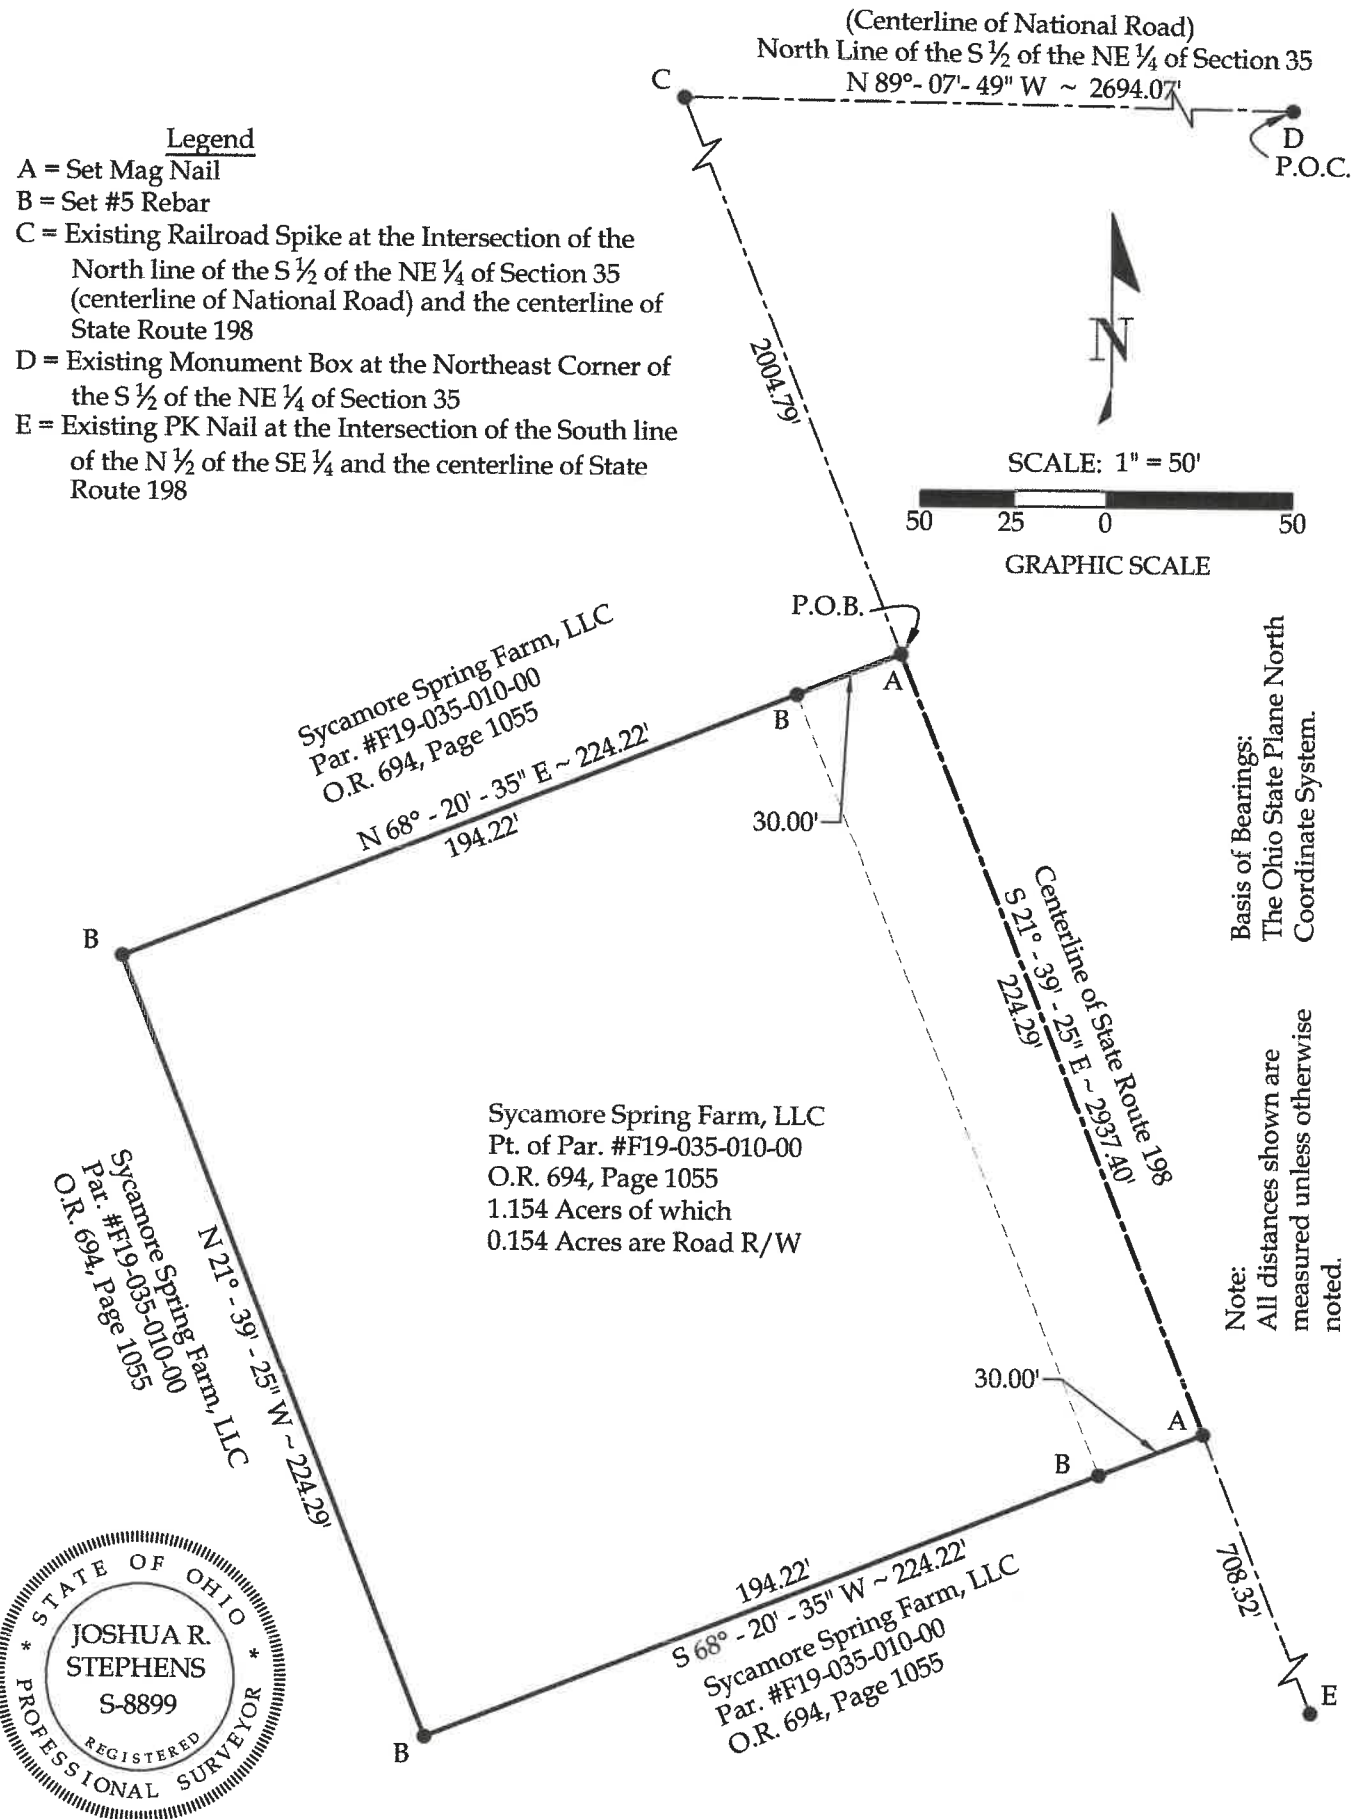 (Centerline of National Road)
North Line of the S ½ of the NE ¼ of Section 35
N 89°- 07'- 49" W ~ 2694.07'
C
D
P.O.C.
Legend
A = Set Mag Nail
B = Set #5 Rebar
C = Existing Railroad Spike at the Intersection of the
North line of the S ½ of the NE ¼ of Section 35
(centerline of National Road) and the centerline of
State Route 198
D = Existing Monument Box at the Northeast Corner of
the S ½ of the NE ¼ of Section 35
E = Existing PK Nail at the Intersection of the South line
of the N ½ of the SE ¼ and the centerline of State
Route 198
2004.79'
N
SCALE: 1" = 50'
50 25 0 50
GRAPHIC SCALE
P.O.B.
A
B
30.00'
Sycamore Spring Farm, LLC
Par. #F19-035-010-00
O.R. 694, Page 1055
N 68° - 20' - 35" E ~ 224.22'
194.22'
B
Basis of Bearings:
The Ohio State Plane North
Coordinate System.
Centerline of State Route 198
S 21° - 39' - 25" E ~ 2937.40'
224.29'
Note:
All distances shown are
measured unless otherwise
noted.
Sycamore Spring Farm, LLC
Pt. of Par. #F19-035-010-00
O.R. 694, Page 1055
1.154 Acers of which
0.154 Acres are Road R/W
Sycamore Spring Farm, LLC
Par. #F19-035-010-00
O.R. 694, Page 1055
N 21° - 39' - 25" W ~ 224.29'
30.00'
A
B
194.22'
S 68° - 20' - 35" W ~ 224.22'
Sycamore Spring Farm, LLC
Par. #F19-035-010-00
O.R. 694, Page 1055
708.32'
E
B
* STATE OF OHIO *
JOSHUA R.
STEPHENS
S-8899
REGISTERED
PROFESSIONAL SURVEYOR